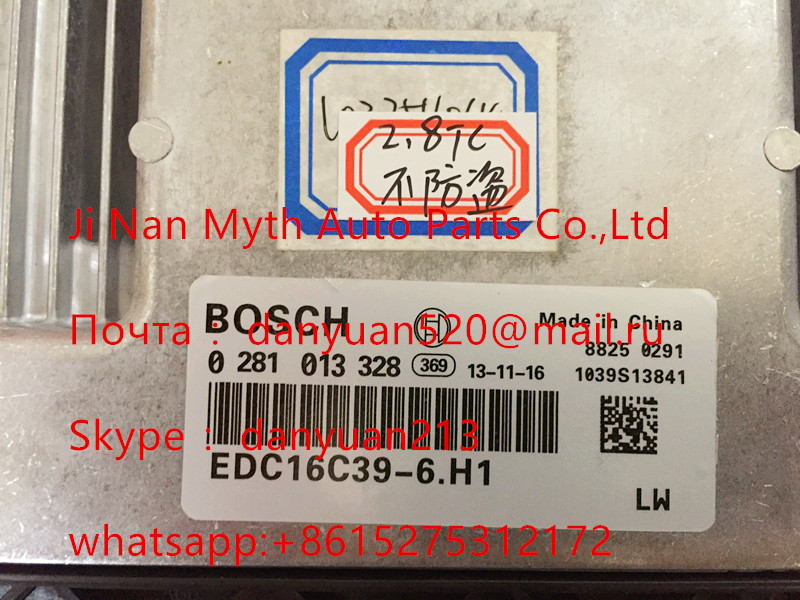 2.8TC
不防盗
Ji Nan Myth Auto Parts Co.,Ltd
BOSCH
Made in China
Почта： danyuan520@mail.ru
8825 0291
0 281 013 328 369 13-11-16
1039S13841
Skype： danyuan213
EDC16C39-6.H1
LW
whatsapp:+8615275312172